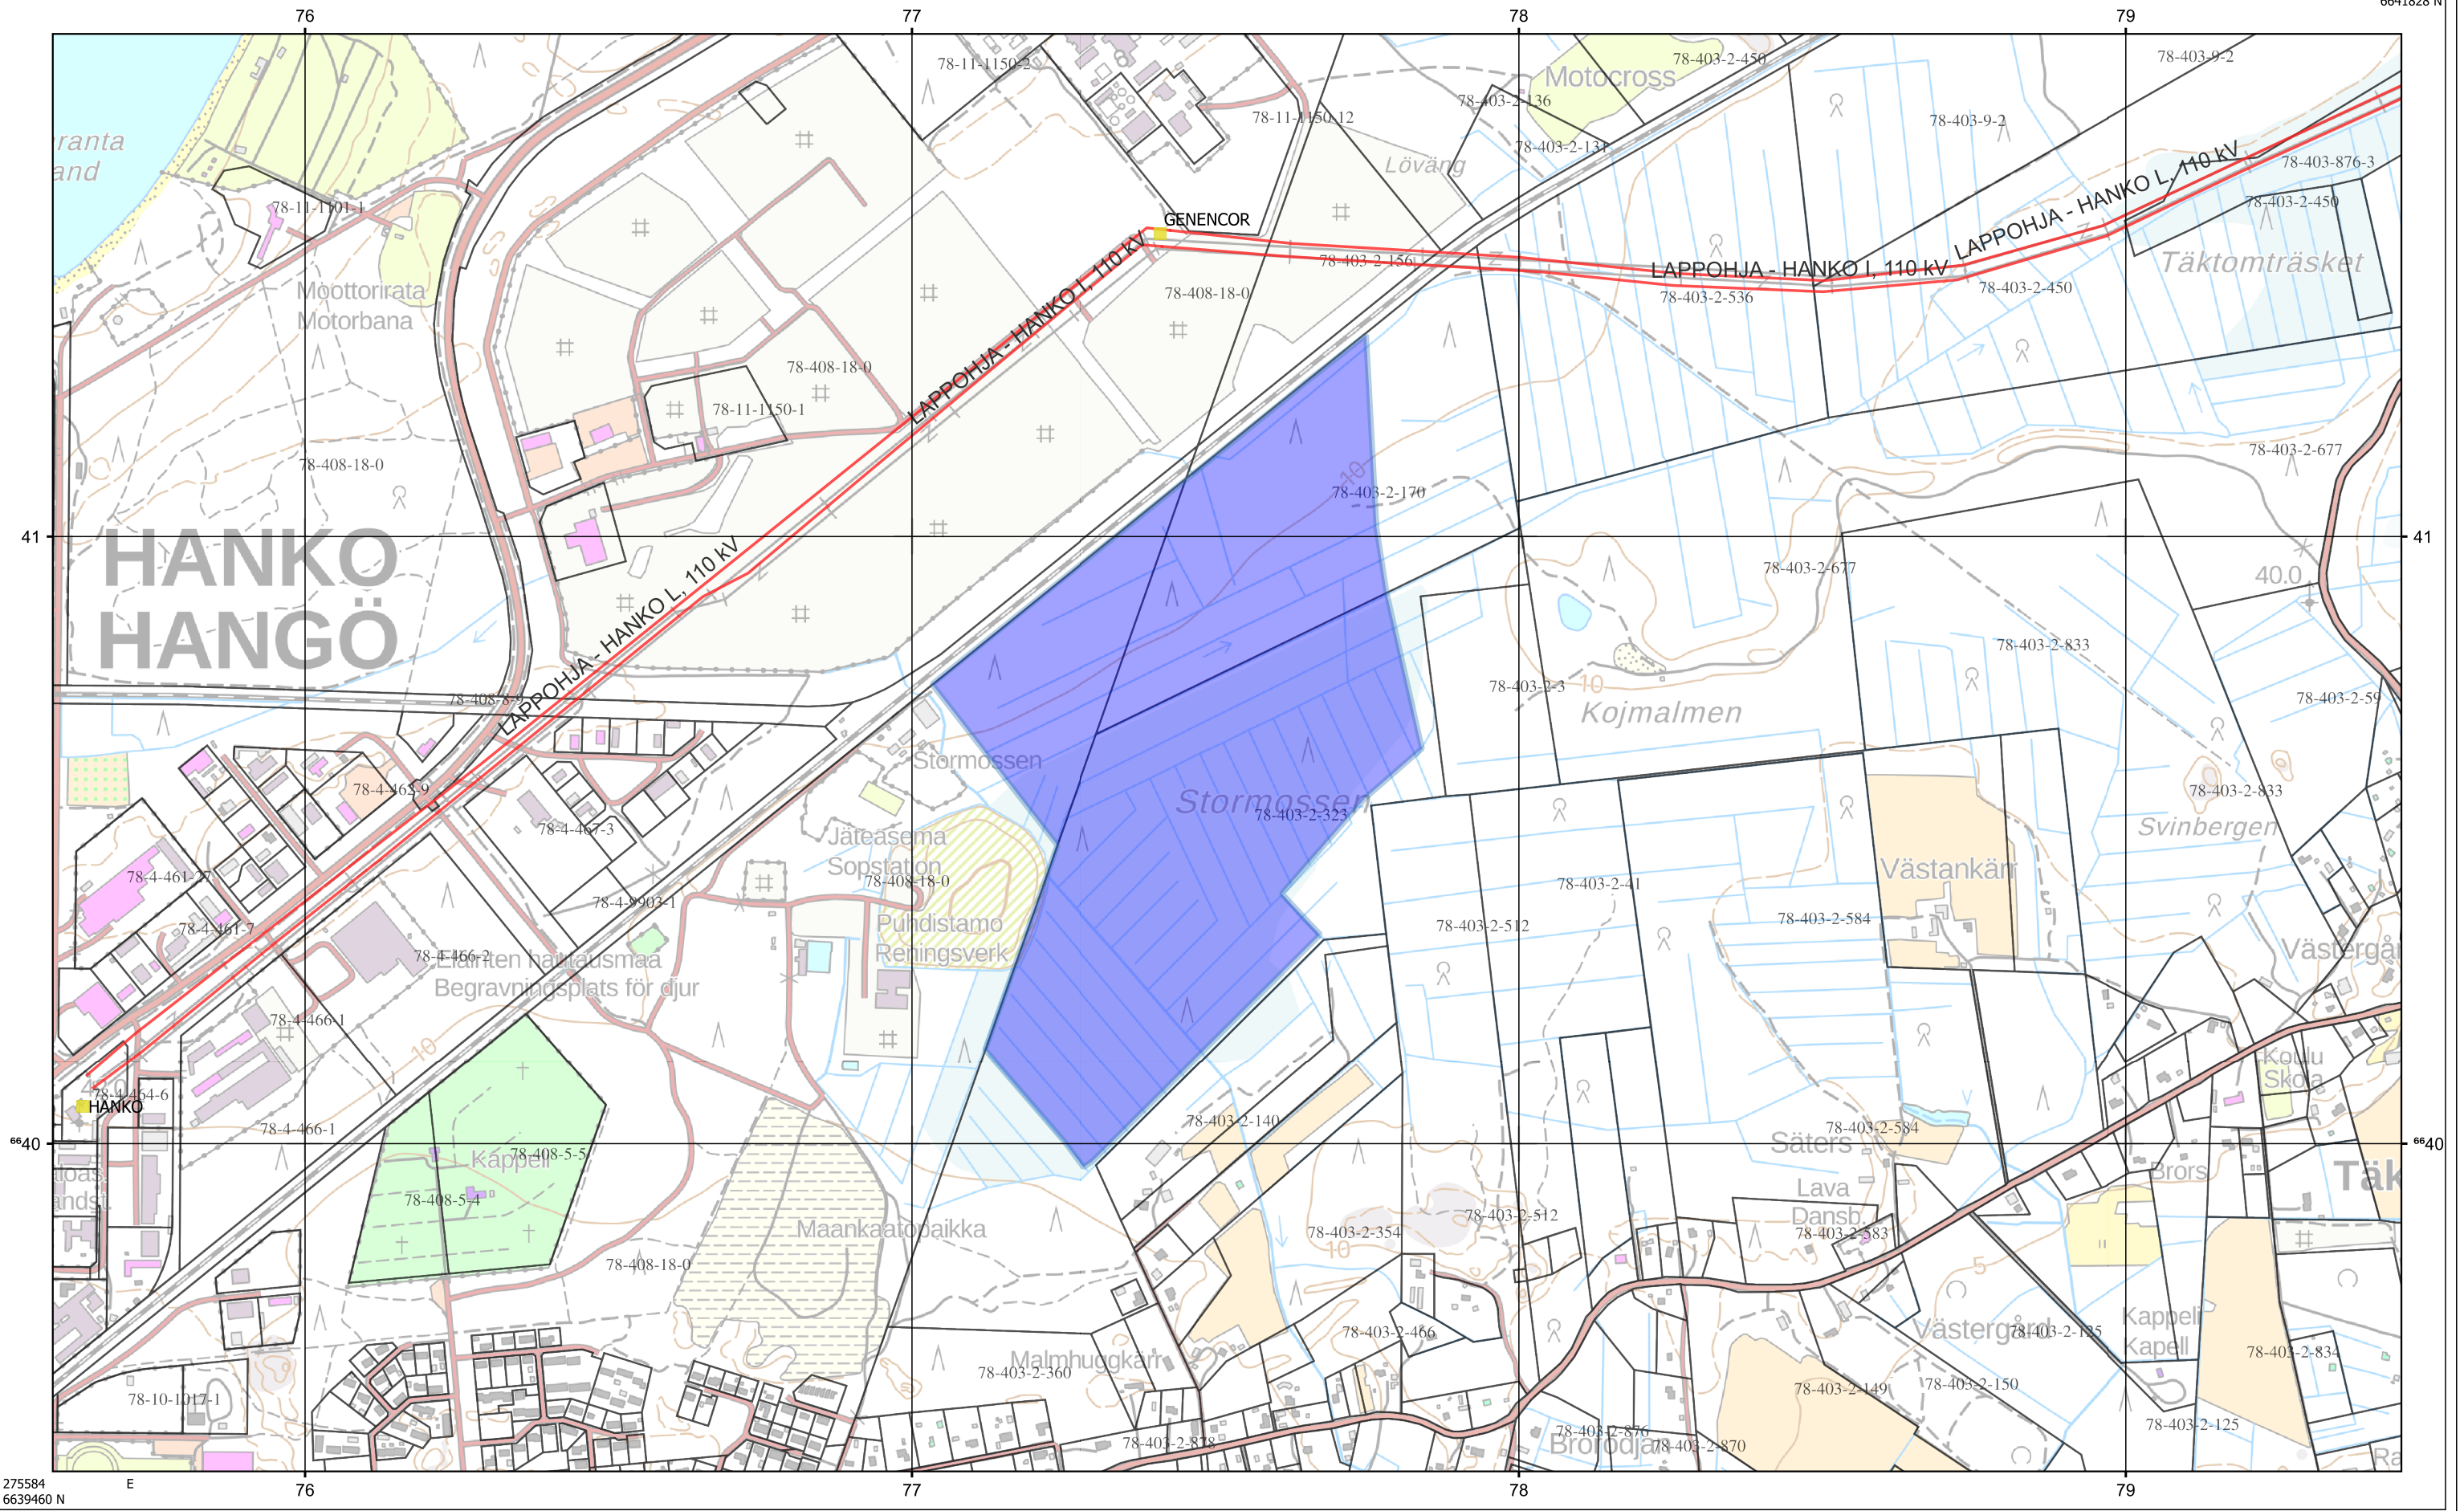 6641828 N
76
77
78
79
78-11-1150-2
78-403-2-450
78-403-9-2
Motocross
78-403-2-136
78-11-1150-12
78-403-9-2
78-403-2-131
Löväng
78-403-876-3
LAPPOHJA - HANKO L, 110 kV
78-403-2-450
78-11-1101-1
GENENCOR
78-403-2-156
LAPPOHJA - HANKO I, 110 kV
Täktomträsket
Moottorirata
Motorbana
78-408-18-0
78-403-2-536
78-403-2-450
LAPPOHJA - HANKO I, 110 kV
78-408-18-0
78-11-1150-1
78-408-18-0
78-403-2-677
10
78-403-2-170
41
41
HANKO
HANGÖ
LAPPOHJA - HANKO L, 110 kV
78-403-2-677
40.0
78-403-2-833
78-408-8-9
78-403-2-3
10
Kojmalmen
78-403-2-59
Stormossen
78-4-462-9
Stormossen
78-403-2-323
78-403-2-833
Svinbergen
78-4-467-3
Jäteasema
Sopstation
78-408-18-0
78-4-461-27
78-4-9903-1
78-403-2-41
Västankärr
78-4-461-7
Puhdistamo
Reningsverk
78-403-2-512
78-403-2-584
78-4-466-2
Eläinten hautausmaa
Begravningsplats för djur
Västergår
78-4-466-1
10
Koulu
Skola
78-4-464-6
HANKO
78-403-2-140
78-4-466-1
78-403-2-584
Säters
⁶⁶40
⁶⁶40
Kappeli
78-408-5-5
78-408-5-4
Brors
Täk
Lava
Dansb.
78-403-2-583
Maankaatopaikka
78-403-2-512
78-403-2-354
10
78-408-18-0
5
Kappeli
Kapell
78-403-2-466
Västergård
78-403-2-125
78-403-2-834
Malmhuggkärr
78-403-2-360
78-10-1017-1
78-403-2-149
78-403-2-150
78-403-2-125
78-403-2-878
78-403-2-876
Broródjan
78-403-2-870
Ra
275584
E
6639460 N
76
77
78
79